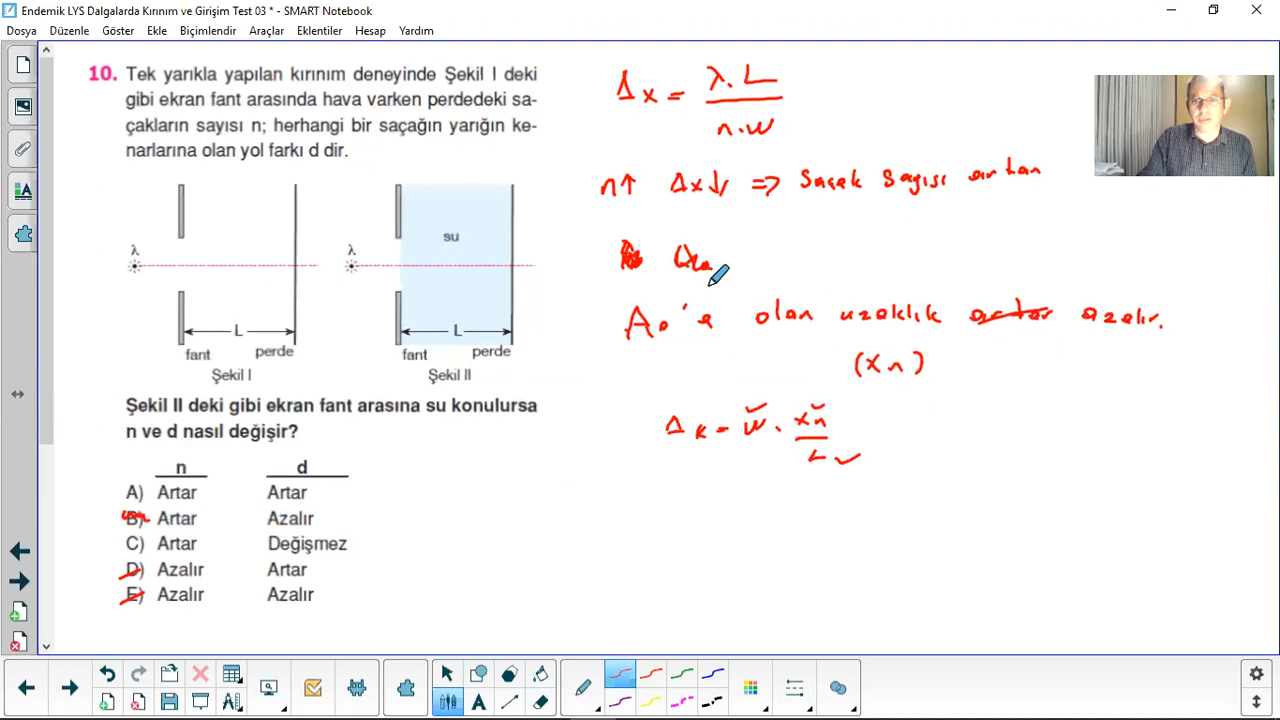 Endemik LYS Dalgalarda Kırınım ve Girişim Test 03 * - SMART Notebook
Dosya Düzenle Göster Ekle Biçimlendiri Araçlar Eklentiler Hesap Yardım
10. Tek yarıkla yapılan kırınım deneyinde Şekil I deki
gibi ekran fant arasında hava varken perdedeki sa-
çakların sayısı n; herhangi bir saçağın yarığın ke-
narlarına olan yol farkı d dir.
λ
L
fant perde
Şekil I
λ
su
L
fant perde
Şekil II
Şekil II deki gibi ekran fant arasına su konulursa
n ve d nasıl değişir?
n d
A) Artar Artar
B) Artar Azalır
C) Artar Değişmez
D) Azalır Artar
E) Azalır Azalır
Δx = λ.L
n.w
n↑ Δx↓ => Saçak sayısı artan
A₀'a olan uzaklık artar azalır.
(xn)
w . xn
L
A